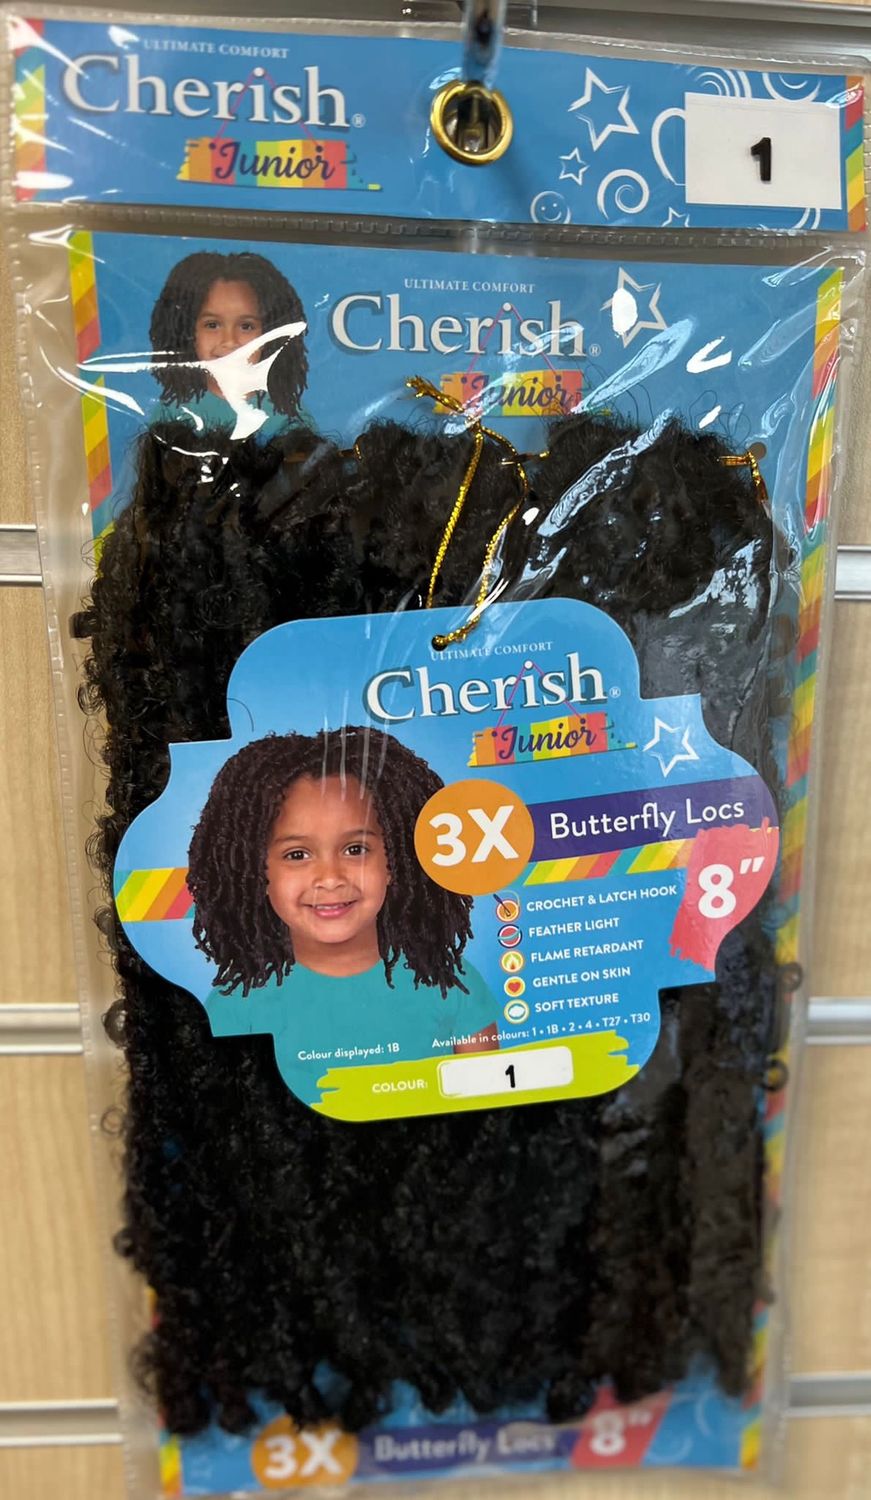 ULTIMATE COMFORT
Cherish®
Junior
1
ULTIMATE COMFORT
Cherish®
Junior
ULTIMATE COMFORT
Cherish®
Junior
3X Butterfly Locs
8"
CROCHET & LATCH HOOK
FEATHER LIGHT
FLAME RETARDANT
GENTLE ON SKIN
SOFT TEXTURE
Colour displayed: 1B
Available in colours: 1 • 1B • 2 • 4 • T27 • T30
COLOUR: 1
3X Butterfly Locs 8"